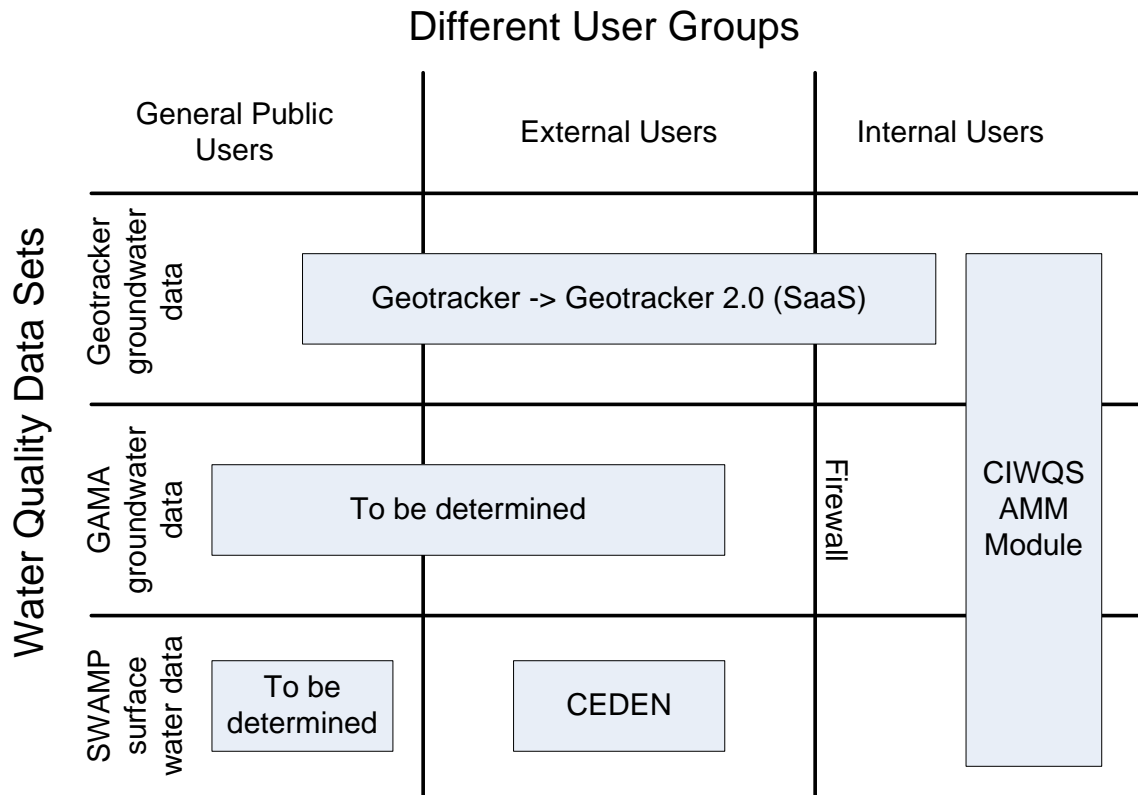 Different User Groups
General Public
Users
External Users
Internal Users
Water Quality Data Sets
Geotracker
groundwater
data
Geotracker -> Geotracker 2.0 (SaaS)
GAMA
groundwater
data
To be determined
Firewall
CIWQS
AMM
Module
SWAMP
surface
water data
To be
determined
CEDEN